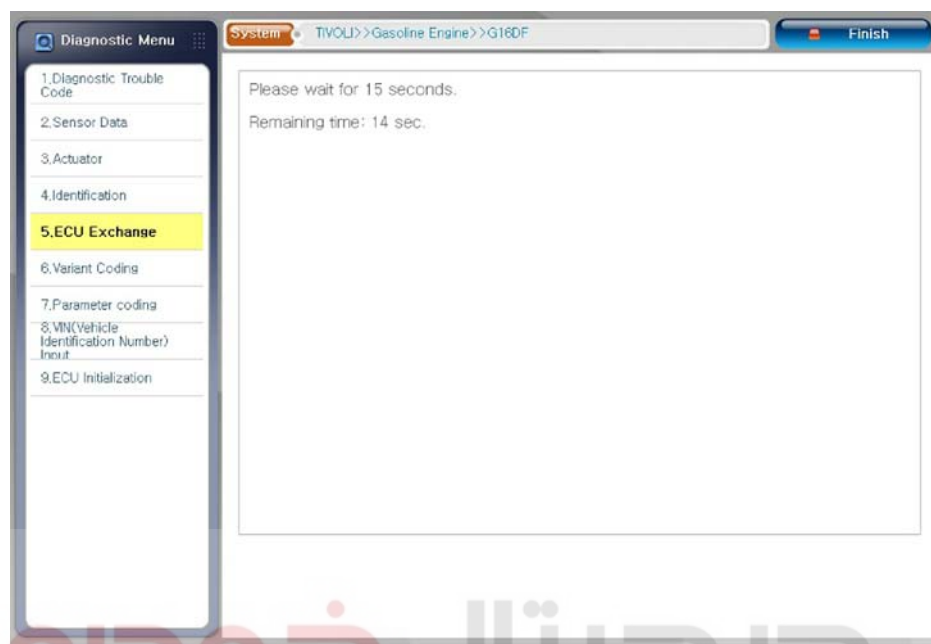 Diagnostic Menu
System
TIVOLI>>Gasoline Engine>>G16DF
Finish
1.Diagnostic Trouble
Code
2.Sensor Data
3.Actuator
4.Identification
5.ECU Exchange
6.Variant Coding
7.Parameter coding
8.VIN(Vehicle
Identification Number)
Input
9.ECU Initialization
Please wait for 15 seconds.
Remaining time: 14 sec.
دیجیتال خودرو